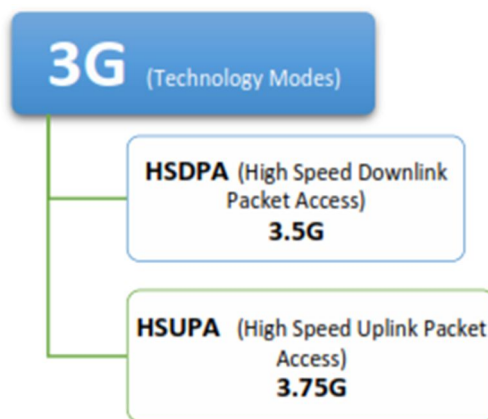 3G (Technology Modes)
HSDPA (High Speed Downlink
Packet Access)
3.5G
HSUPA (High Speed Uplink Packet
Access)
3.75G